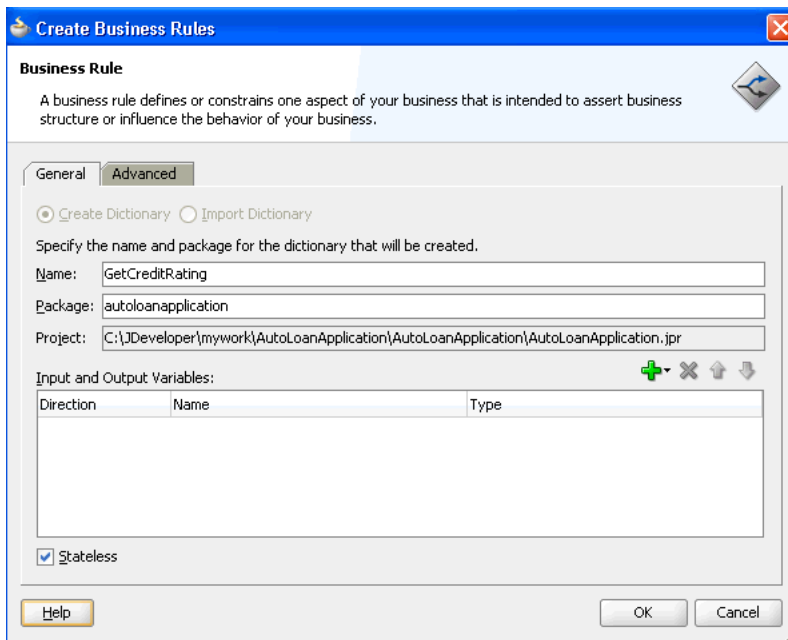 Create Business Rules
Business Rule
A business rule defines or constrains one aspect of your business that is intended to assert business
structure or influence the behavior of your business.
General Advanced
Create Dictionary Import Dictionary
Specify the name and package for the dictionary that will be created.
Name: GetCreditRating
Package: autoloanapplication
Project: C:\JDeveloper\mywork\AutoLoanApplication\AutoLoanApplication\AutoLoanApplication.jpr
Input and Output Variables:
Direction Name Type
Stateless
Help OK Cancel